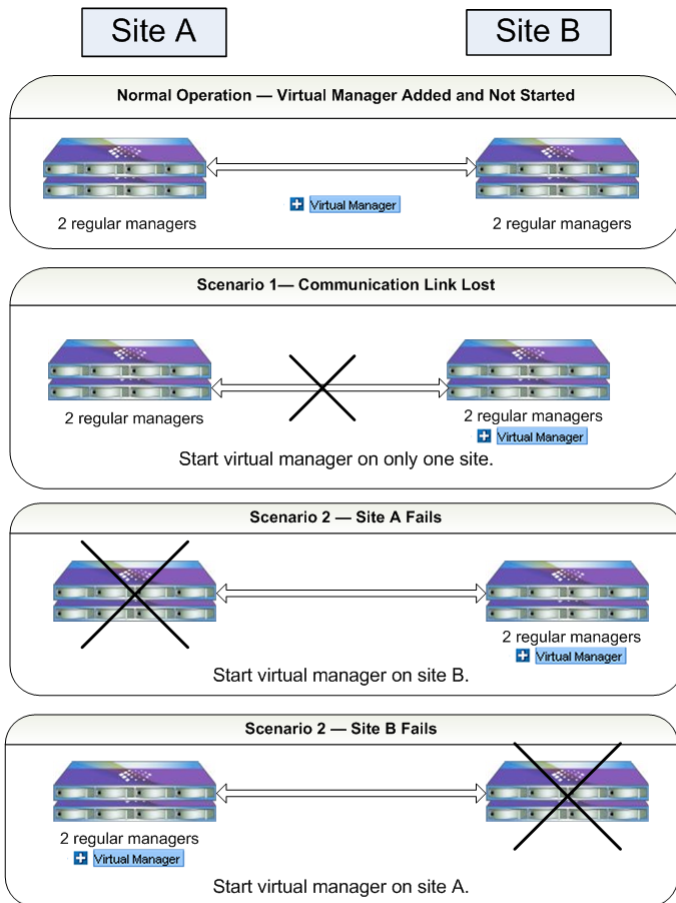 Site A
Site B
Normal Operation — Virtual Manager Added and Not Started
2 regular managers
Virtual Manager
2 regular managers
Scenario 1— Communication Link Lost
2 regular managers
2 regular managers
Virtual Manager
Start virtual manager on only one site.
Scenario 2 — Site A Fails
2 regular managers
Virtual Manager
Start virtual manager on site B.
Scenario 2 — Site B Fails
2 regular managers
Virtual Manager
Start virtual manager on site A.